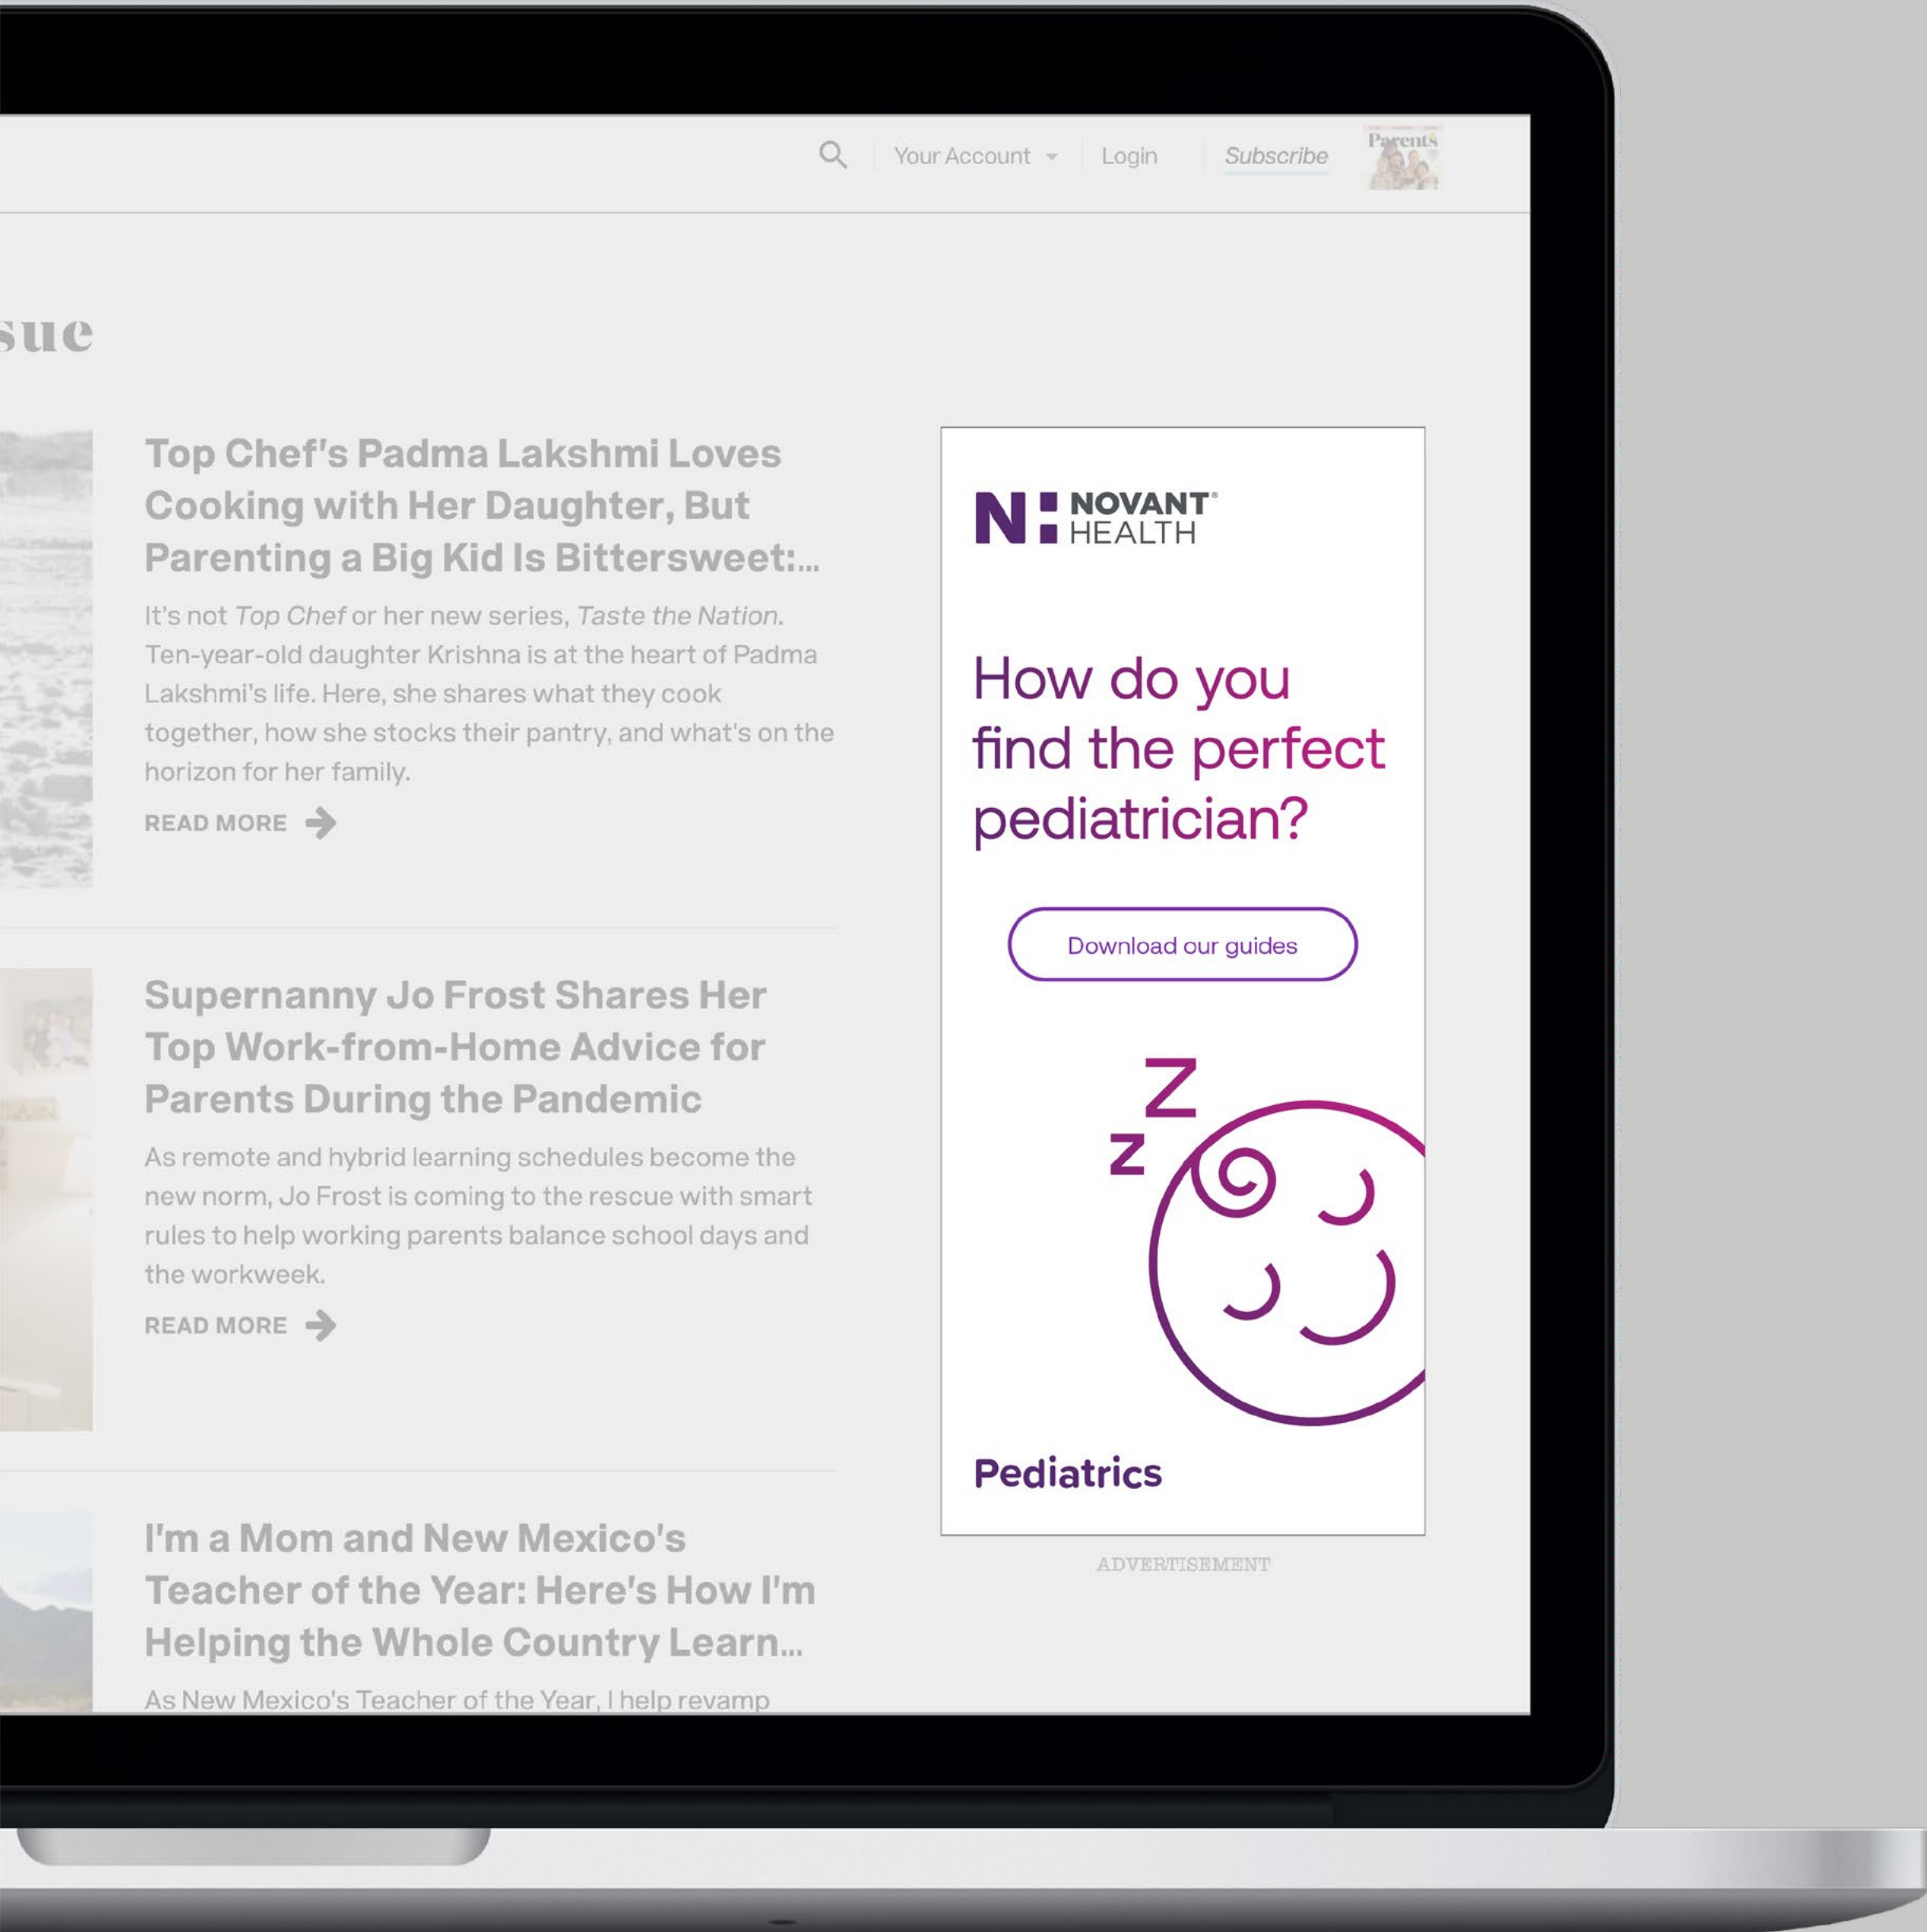 Your Account
Login
Subscribe
Parents
sue
Top Chef's Padma Lakshmi Loves
Cooking with Her Daughter, But
Parenting a Big Kid Is Bittersweet:...
It's not Top Chef or her new series, Taste the Nation.
Ten-year-old daughter Krishna is at the heart of Padma
Lakshmi's life. Here, she shares what they cook
together, how she stocks their pantry, and what's on the
horizon for her family.
READ MORE
Supernanny Jo Frost Shares Her
Top Work-from-Home Advice for
Parents During the Pandemic
As remote and hybrid learning schedules become the
new norm, Jo Frost is coming to the rescue with smart
rules to help working parents balance school days and
the workweek.
READ MORE
I'm a Mom and New Mexico's
Teacher of the Year: Here's How I'm
Helping the Whole Country Learn...
As New Mexico's Teacher of the Year, I help revamp
N
NOVANT®
HEALTH
How do you
find the perfect
pediatrician?
Download our guides
Z
Z
Pediatrics
ADVERTISEMENT